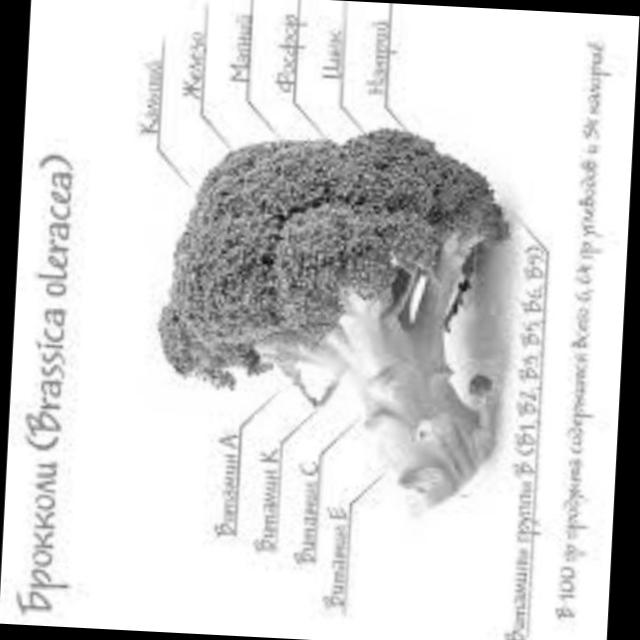 Брокколи (Brassica oleracea)
Кальций
Железо
Магний
Фосфор
Цинк
Натрий
Витамин А
Витамин К
Витамин С
Витамин Е
Витамины группы В (В1, В2, В4 В5 В6, В9)
В 100 гр. продукта содержится всего углеводов и 34 калории